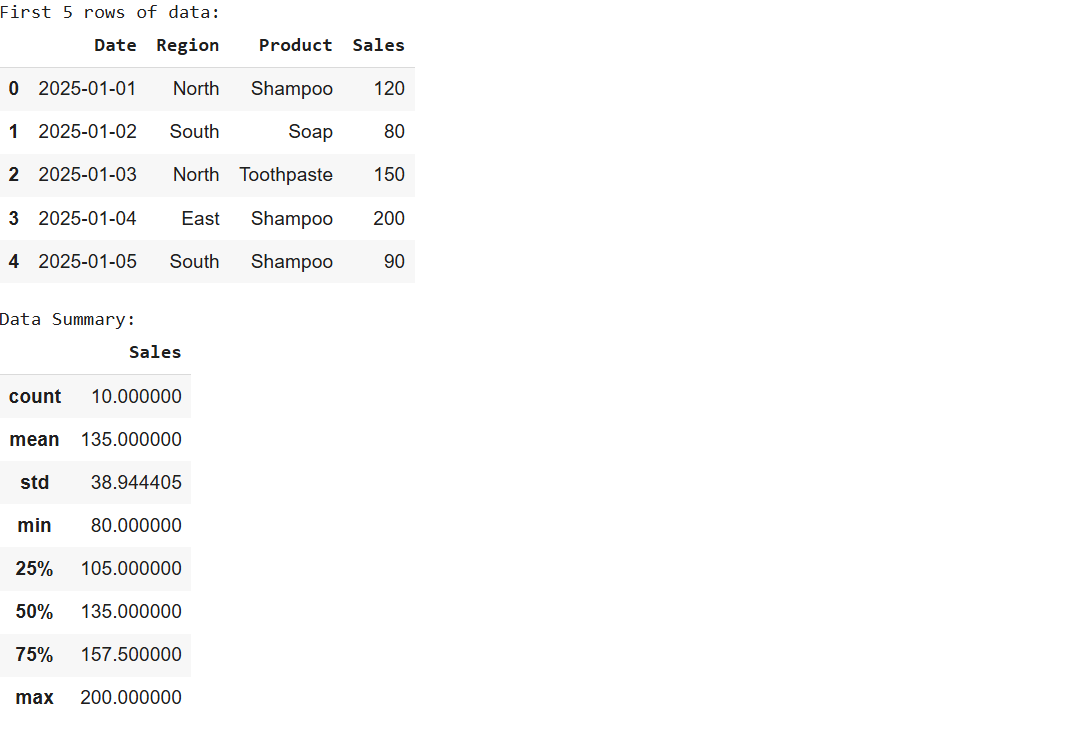 First 5 rows of data:
Date Region Product Sales
0 2025-01-01 North Shampoo 120
1 2025-01-02 South Soap 80
2 2025-01-03 North Toothpaste 150
3 2025-01-04 East Shampoo 200
4 2025-01-05 South Shampoo 90
Data Summary:
Sales
count 10.000000
mean 135.000000
std 38.944405
min 80.000000
25% 105.000000
50% 135.000000
75% 157.500000
max 200.000000